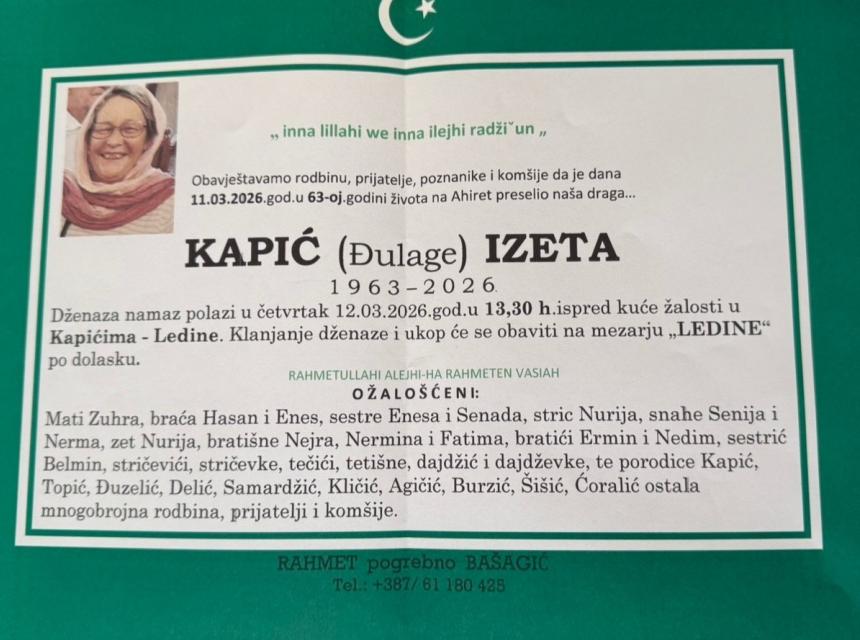 „ inna lillahi we inna ilejhi radžiˇun „
Obavještavamo rodbinu, prijatelje, poznanike i komšije da je dana
11.03.2026.god.u 63-oj.godini života na Ahiret preselio naša draga...
KAPIĆ (Đulage) IZETA
1963–2026.
Dženaza namaz polazi u četvrtak 12.03.2026.god.u 13,30 h.ispred kuće žalosti u
Kapićima - Ledine. Klanjanje dženaze i ukop će se obaviti na mezarju „LEDINE“
po dolasku.
RAHMETULLAHI ALEJHI-HA RAHMETEN VASIAH
OŽALOŠĆENI:
Mati Zuhra, braća Hasan i Enes, sestre Enesa i Senada, stric Nurija, snahe Senija i
Nerma, zet Nurija, bratišne Nejra, Nermina i Fatima, bratići Ermin i Nedim, sestrić
Belmin, stričevići, stričevke, tečići, tetišne, dajdžić i dajdževke, te porodice Kapić,
Topić, Đuzelić, Delić, Samardžić, Kličić, Agičić, Burzić, Šišić, Ćoralić ostala
mnogobrojna rodbina, prijatelji i komšije.
RAHMET pogrebno BAŠAGIĆ
Tel.: +387/ 61 180 425